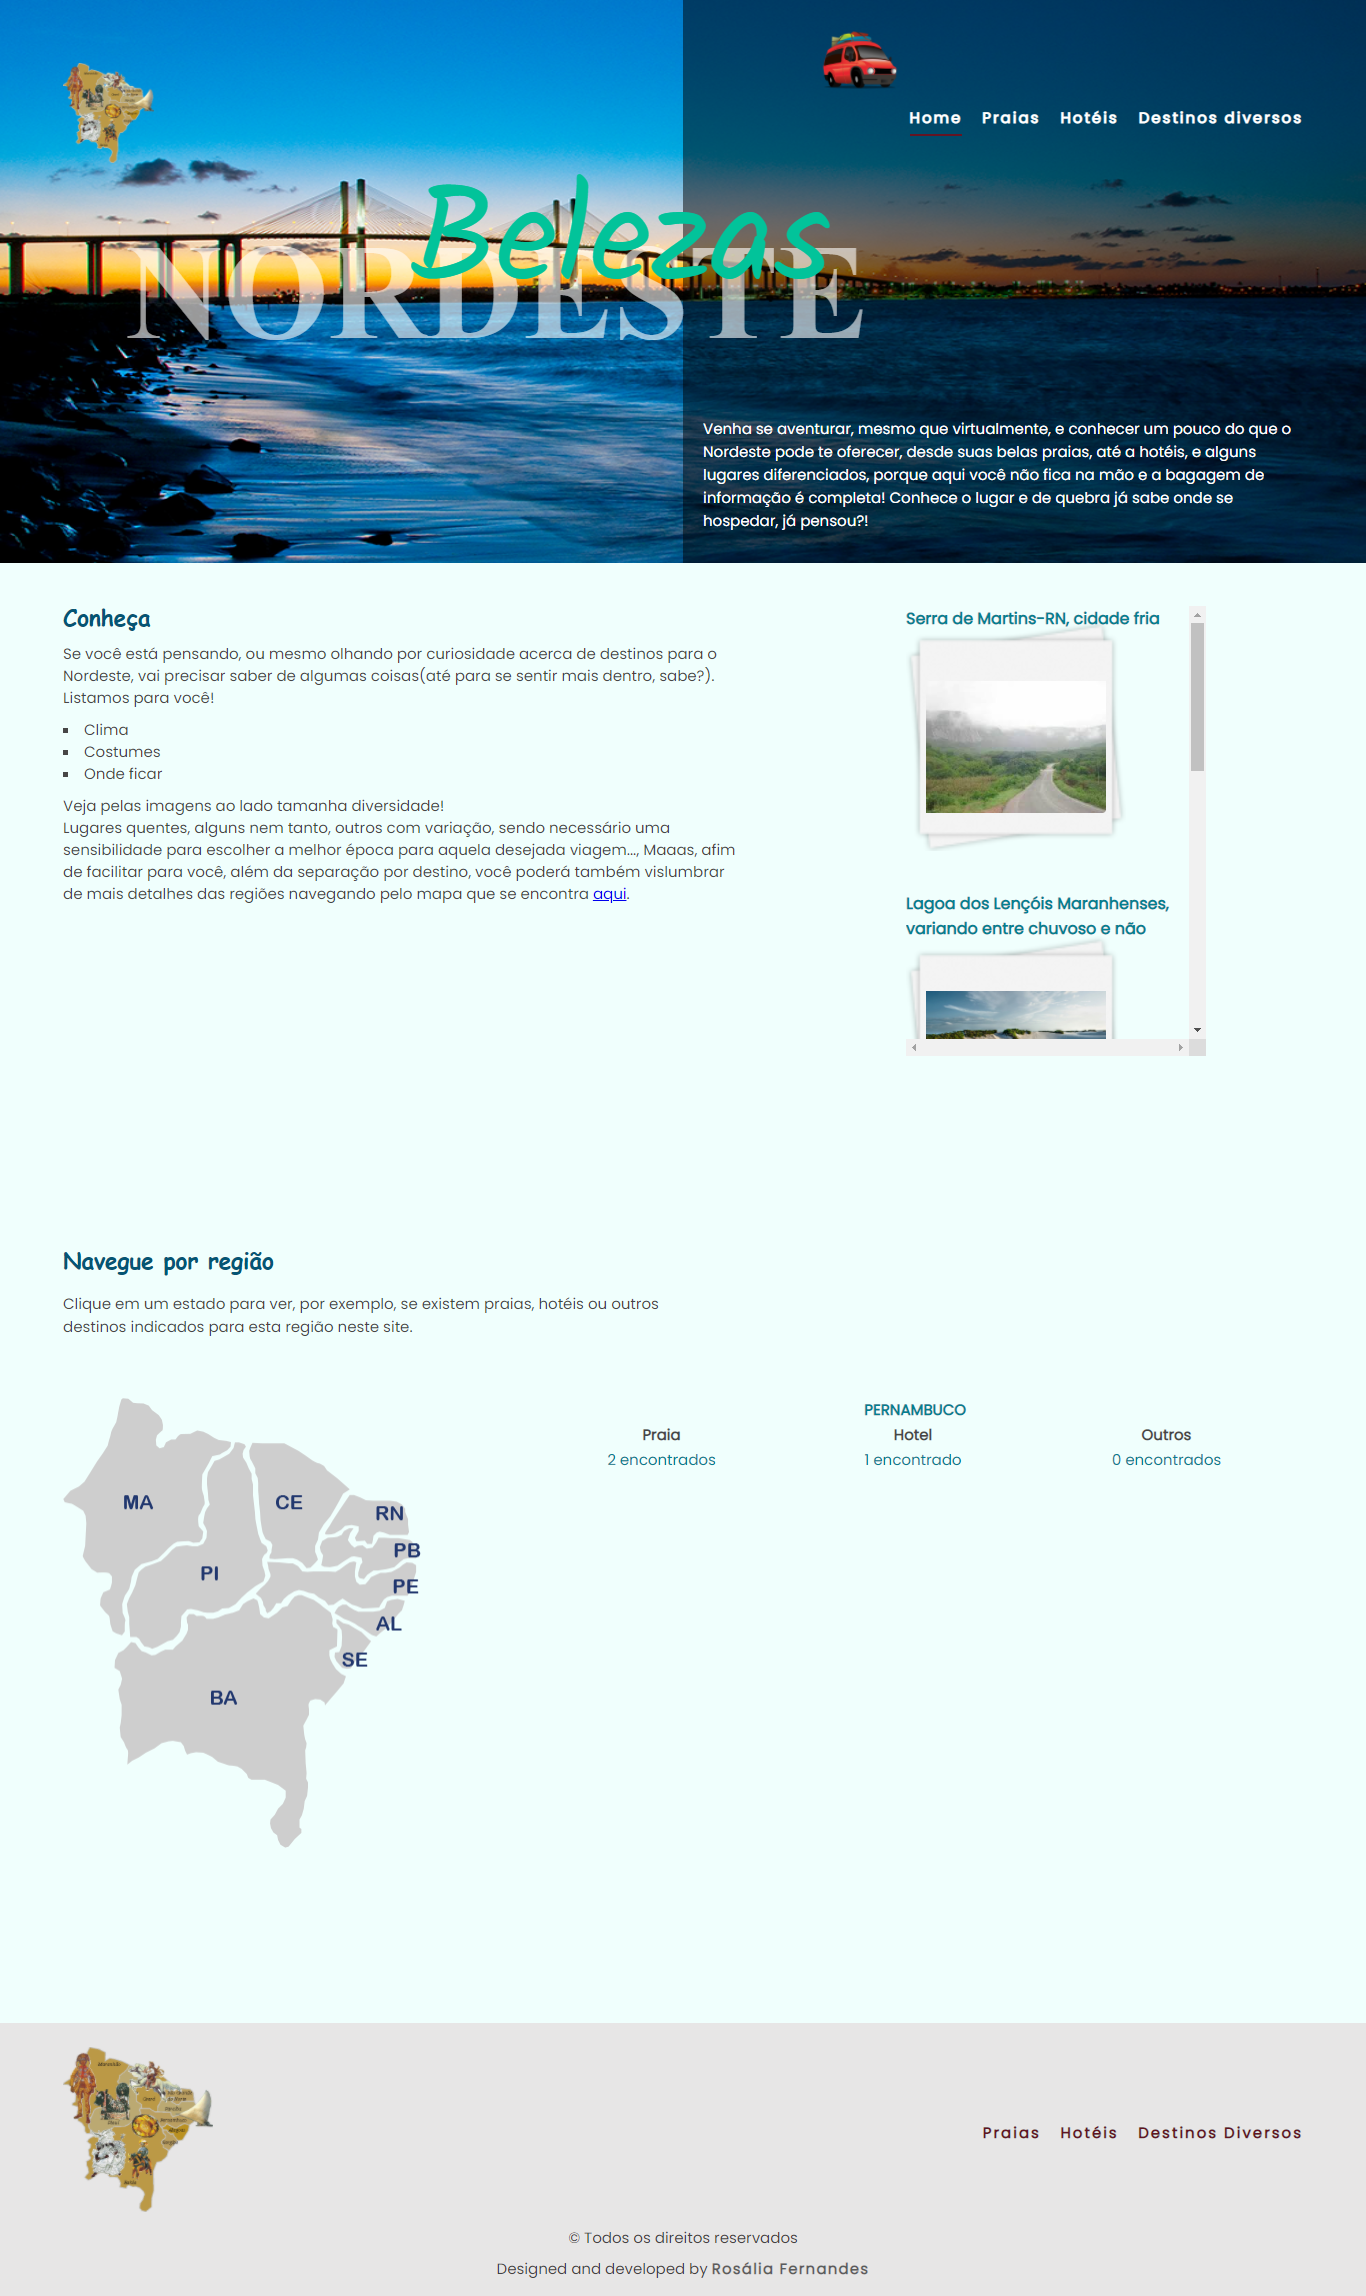 Home Praias Hotéis Destinos diversos
Belezas
NORDESTE
Venha se aventurar, mesmo que virtualmente, e conhecer um pouco do que o
Nordeste pode te oferecer, desde suas belas praias, até a hotéis, e alguns
lugares diferenciados, porque aqui você não fica na mão e a bagagem de
informação é completa! Conhece o lugar e de quebra já sabe onde se
hospedar, já pensou?!
Conheça
Se você está pensando, ou mesmo olhando por curiosidade acerca de destinos para o
Nordeste, vai precisar saber de algumas coisas(até para se sentir mais dentro, sabe?).
Listamos para você!
Clima
Costumes
Onde ficar
Veja pelas imagens ao lado tamanha diversidade!
Lugares quentes, alguns nem tanto, outros com variação, sendo necessário uma
sensibilidade para escolher a melhor época para aquela desejada viagem..., Maaas, afim
de facilitar para você, além da separação por destino, você poderá também vislumbrar
de mais detalhes das regiões navegando pelo mapa que se encontra aqui.
Serra de Martins-RN, cidade fria
Lagoa dos Lençóis Maranhenses,
variando entre chuvoso e não
Navegue por região
Clique em um estado para ver, por exemplo, se existem praias, hotéis ou outros
destinos indicados para esta região neste site.
MA
CE
RN
PB
PI
PE
AL
SE
BA
PERNAMBUCO
Praia Hotel Outros
2 encontrados 1 encontrado 0 encontrados
Praias Hotéis Destinos Diversos
© Todos os direitos reservados
Designed and developed by Rosália Fernandes